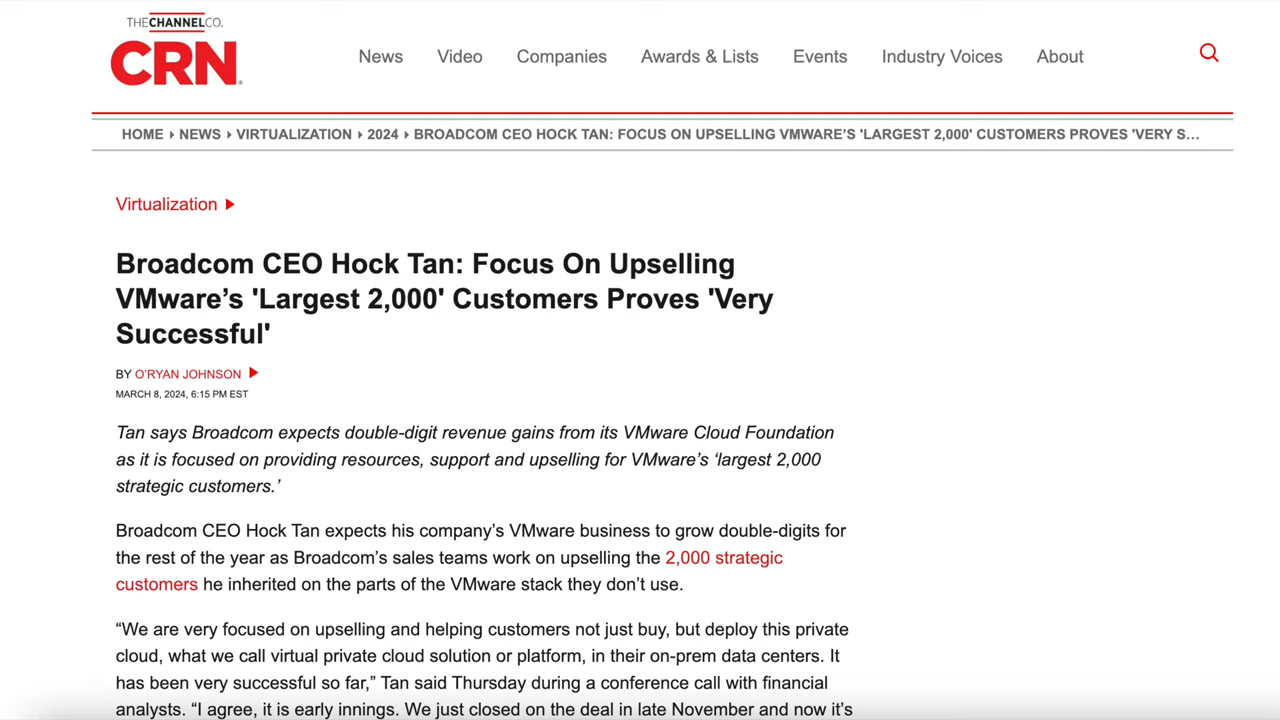 THECHANNELCO.
CRN
News Video Companies Awards & Lists Events Industry Voices About
HOME NEWS VIRTUALIZATION 2024 BROADCOM CEO HOCK TAN: FOCUS ON UPSELLING VMWARE’S 'LARGEST 2,000' CUSTOMERS PROVES 'VERY S…
Virtualization
Broadcom CEO Hock Tan: Focus On Upselling
VMware’s 'Largest 2,000' Customers Proves 'Very
Successful'
BY O’RYAN JOHNSON
MARCH 8, 2024, 6:15 PM EST
Tan says Broadcom expects double-digit revenue gains from its VMware Cloud Foundation
as it is focused on providing resources, support and upselling for VMware’s ‘largest 2,000
strategic customers.’
Broadcom CEO Hock Tan expects his company’s VMware business to grow double-digits for
the rest of the year as Broadcom’s sales teams work on upselling the 2,000 strategic
customers he inherited on the parts of the VMware stack they don’t use.
“We are very focused on upselling and helping customers not just buy, but deploy this private
cloud, what we call virtual private cloud solution or platform, in their on-prem data centers. It
has been very successful so far,” Tan said Thursday during a conference call with financial
analysts. “I agree, it is early innings. We just closed on the deal in late November and now it’s